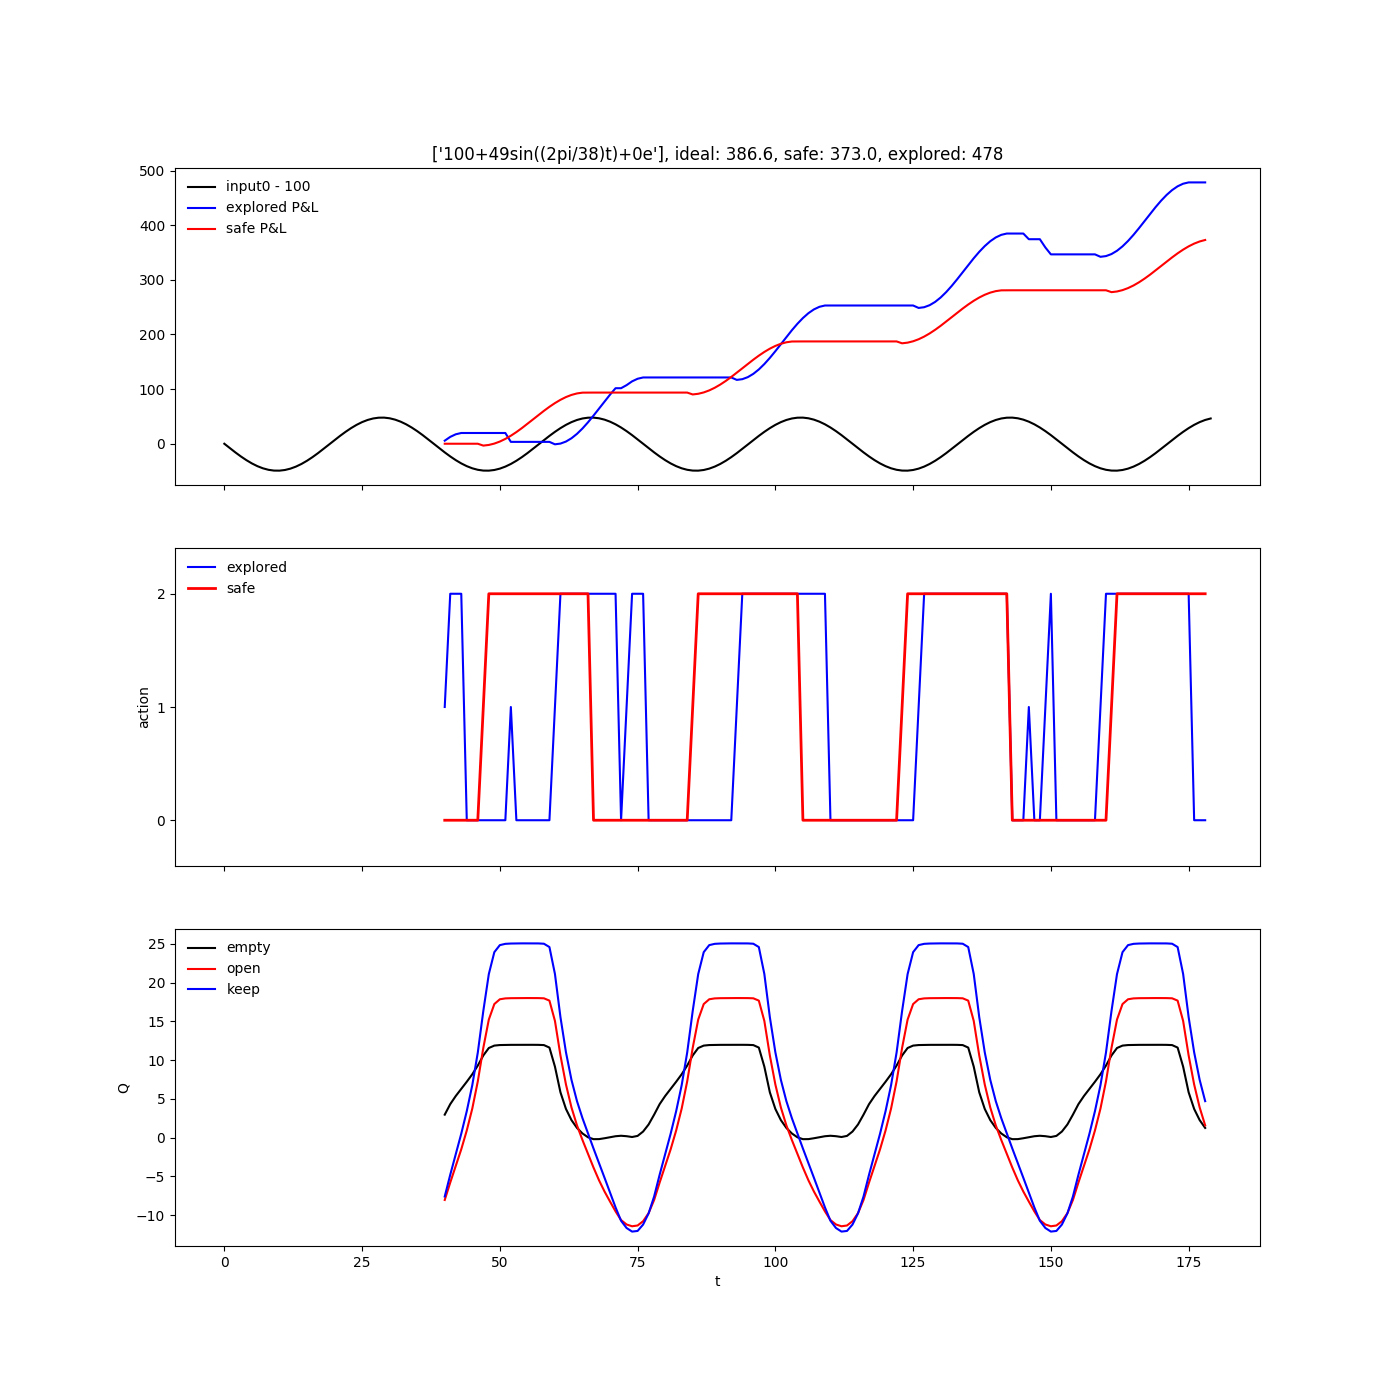 ['100+49sin((2pi/38)t)+0e'], ideal: 386.6, safe: 373.0, explored: 478
500
400
300
200
100
0
input0 - 100
explored P&L
safe P&L
action
2
1
0
explored
safe
Q
25
20
15
10
5
0
−5
−10
empty
open
keep
0 25 50 75 100 125 150 175
t